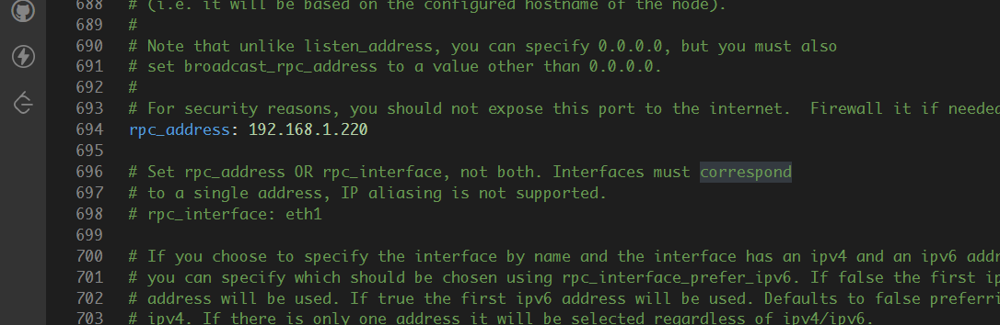 688 # (i.e. it will be based on the configured hostname of the node).
689 #
690 # Note that unlike listen_address, you can specify 0.0.0.0, but you must also
691 # set broadcast_rpc_address to a value other than 0.0.0.0.
692 #
693 # For security reasons, you should not expose this port to the internet.  Firewall it if needed
694 rpc_address: 192.168.1.220
695
696 # Set rpc_address OR rpc_interface, not both. Interfaces must correspond
697 # to a single address, IP aliasing is not supported.
698 # rpc_interface: eth1
699
700 # If you choose to specify the interface by name and the interface has an ipv4 and an ipv6 addr
701 # you can specify which should be chosen using rpc_interface_prefer_ipv6. If false the first ip
702 # address will be used. If true the first ipv6 address will be used. Defaults to false preferri
703 # ipv4. If there is only one address it will be selected regardless of ipv4/ipv6.